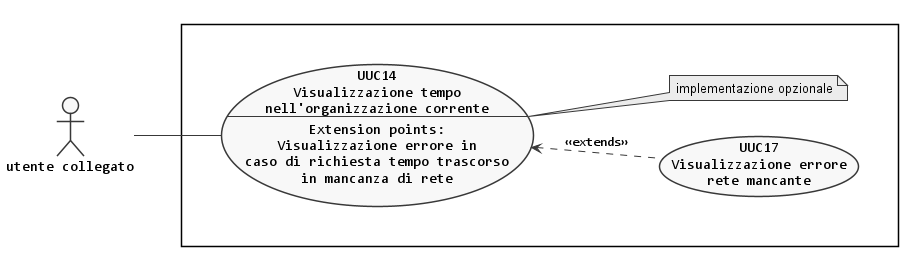 UUC14
Visualizzazione tempo
nell'organizzazione corrente
Extension points:
Visualizzazione errore in
caso di richiesta tempo trascorso
in mancanza di rete
implementazione opzionale
«extends»
UUC17
Visualizzazione errore
rete mancante
utente collegato